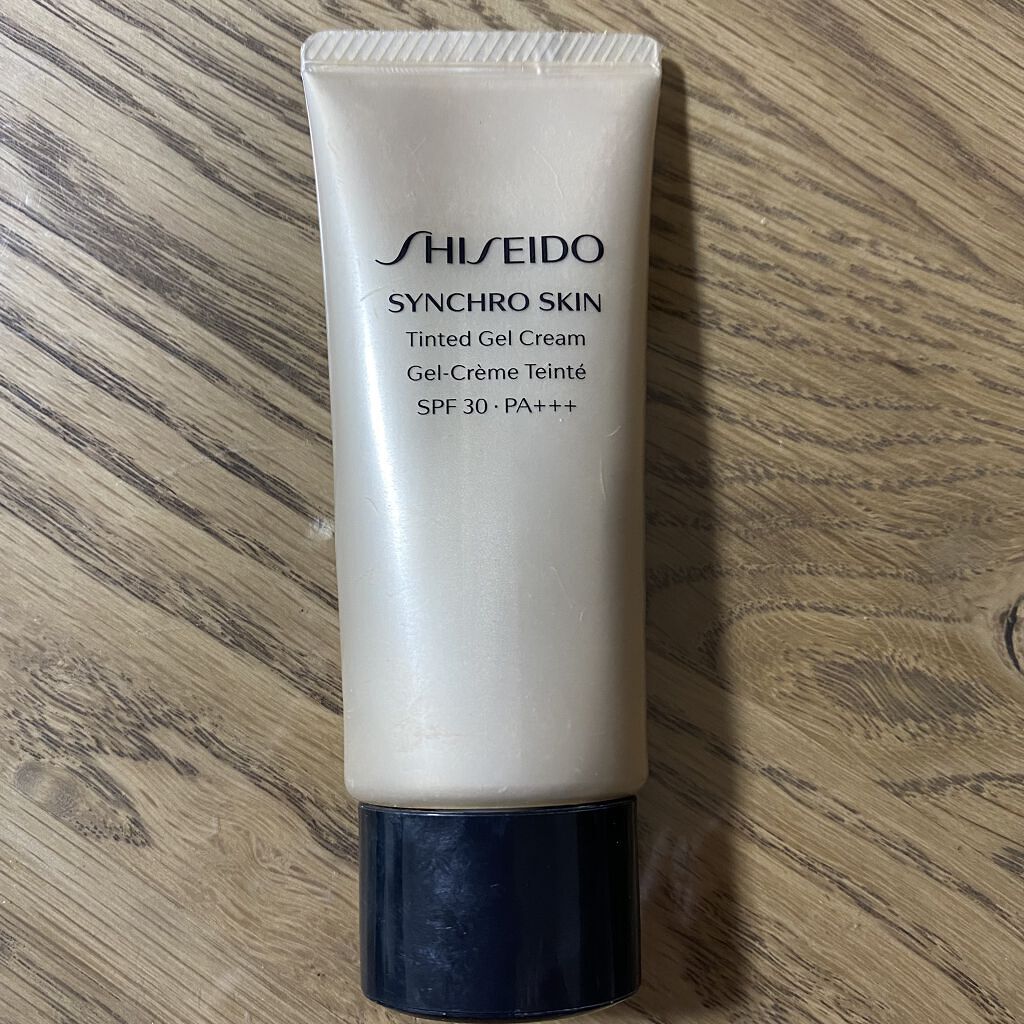 SHISEIDO
SYNCHRO SKIN
Tinted Gel Cream
Gel-Crème Teinté
SPF 30 · PA+++